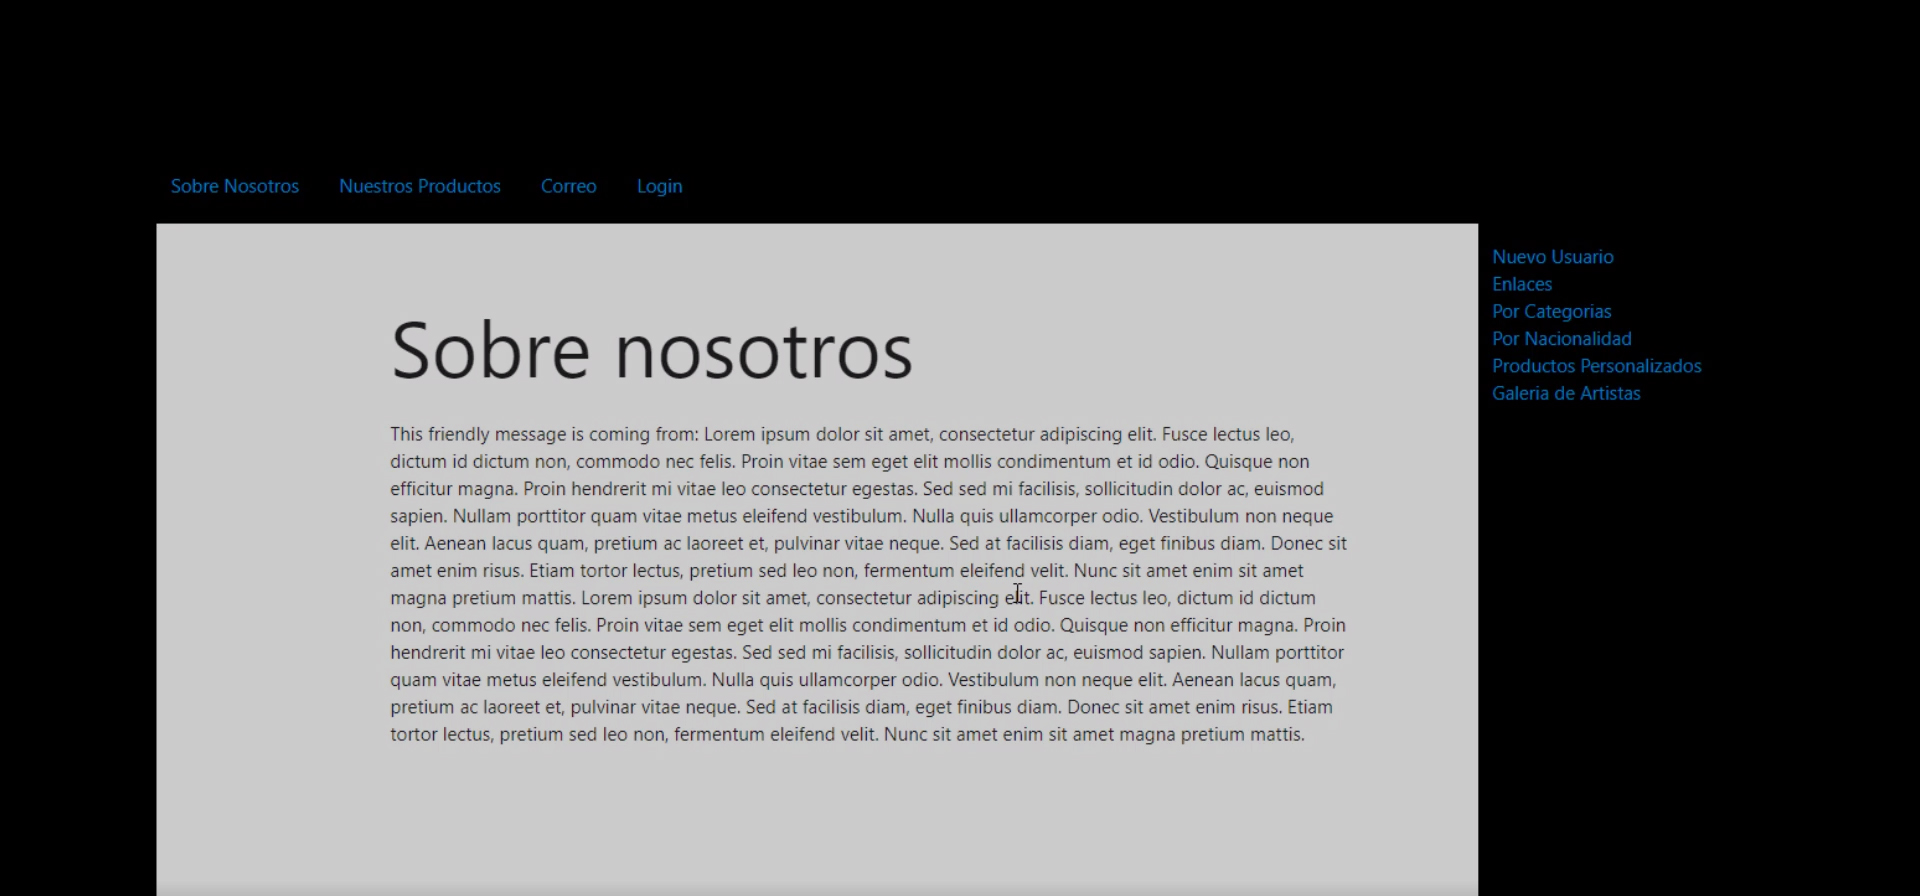 Sobre Nosotros Nuestros Productos Correo Login
Nuevo Usuario
Enlaces
Por Categorias
Por Nacionalidad
Productos Personalizados
Galeria de Artistas
Sobre nosotros
This friendly message is coming from: Lorem ipsum dolor sit amet, consectetur adipiscing elit. Fusce lectus leo,
dictum id dictum non, commodo nec felis. Proin vitae sem eget elit mollis condimentum et id odio. Quisque non
efficitur magna. Proin hendrerit mi vitae leo consectetur egestas. Sed sed mi facilisis, sollicitudin dolor ac, euismod
sapien. Nullam porttitor quam vitae metus eleifend vestibulum. Nulla quis ullamcorper odio. Vestibulum non neque
elit. Aenean lacus quam, pretium ac laoreet et, pulvinar vitae neque. Sed at facilisis diam, eget finibus diam. Donec sit
amet enim risus. Etiam tortor lectus, pretium sed leo non, fermentum eleifend velit. Nunc sit amet enim sit amet
magna pretium mattis. Lorem ipsum dolor sit amet, consectetur adipiscing elit. Fusce lectus leo, dictum id dictum
non, commodo nec felis. Proin vitae sem eget elit mollis condimentum et id odio. Quisque non efficitur magna. Proin
hendrerit mi vitae leo consectetur egestas. Sed sed mi facilisis, sollicitudin dolor ac, euismod sapien. Nullam porttitor
quam vitae metus eleifend vestibulum. Nulla quis ullamcorper odio. Vestibulum non neque elit. Aenean lacus quam,
pretium ac laoreet et, pulvinar vitae neque. Sed at facilisis diam, eget finibus diam. Donec sit amet enim risus. Etiam
tortor lectus, pretium sed leo non, fermentum eleifend velit. Nunc sit amet enim sit amet magna pretium mattis.